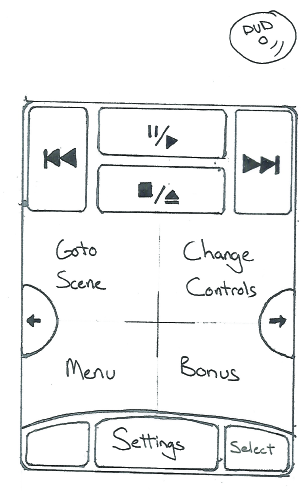 DVD
Goto
Scene
Change
Controls
Menu
Bonus
Settings
Select